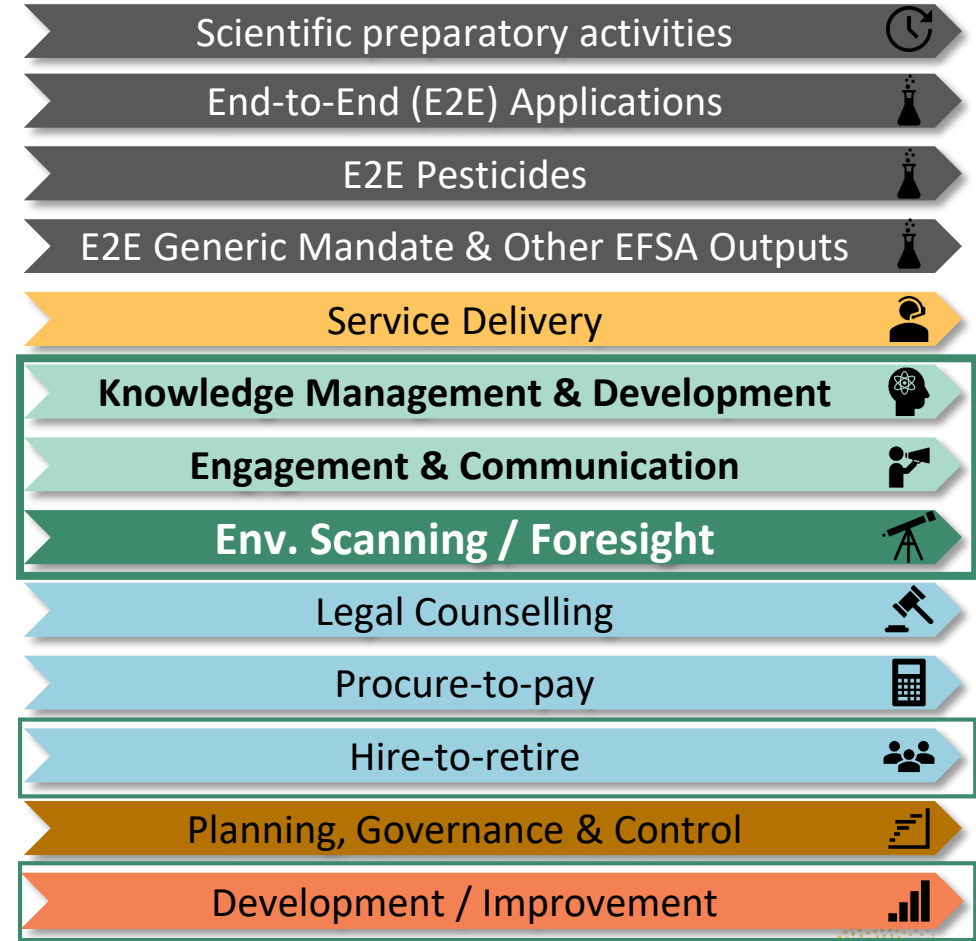 Scientific preparatory activities
End-to-End (E2E) Applications
E2E Pesticides
E2E Generic Mandate & Other EFSA Outputs
Service Delivery
Knowledge Management & Development
Engagement & Communication
Env. Scanning / Foresight
Legal Counselling
Procure-to-pay
Hire-to-retire
Planning, Governance & Control
Development / Improvement